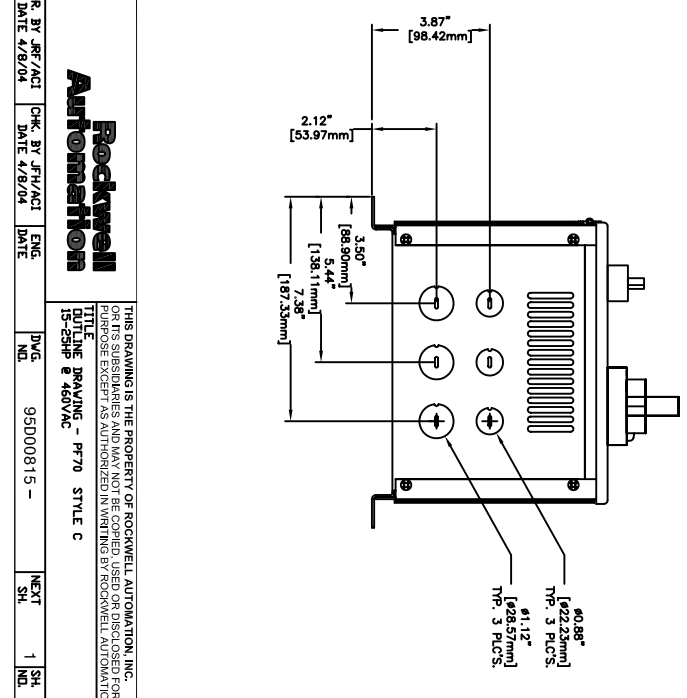 3.87"
[98.42mm]
2.12"
[53.97mm]
3.50"
[88.90mm]
5.44"
[138.11mm]
7.38"
[187.33mm]
ø0.88"
[ø22.23mm]
TYP. 3 PLC'S.
ø1.12"
[ø28.57mm]
TYP. 3 PLC'S.
Rockwell
Automation
THIS DRAWING IS THE PROPERTY OF ROCKWELL AUTOMATION, INC.
OR ITS SUBSIDIARIES AND MAY NOT BE COPIED, USED OR DISCLOSED FOR
PURPOSE EXCEPT AS AUTHORIZED IN WRITING BY ROCKWELL AUTOMATIC
TITLE
OUTLINE DRAWING - PF70 STYLE C
15-25HP @ 460VAC
R. BY JRF/ACI
DATE 4/8/04
CHK. BY JFH/ACI
DATE 4/8/04
ENG.
DATE
DWG.
NO.
95D00815 -
NEXT
SH.
1
SH.
NO.